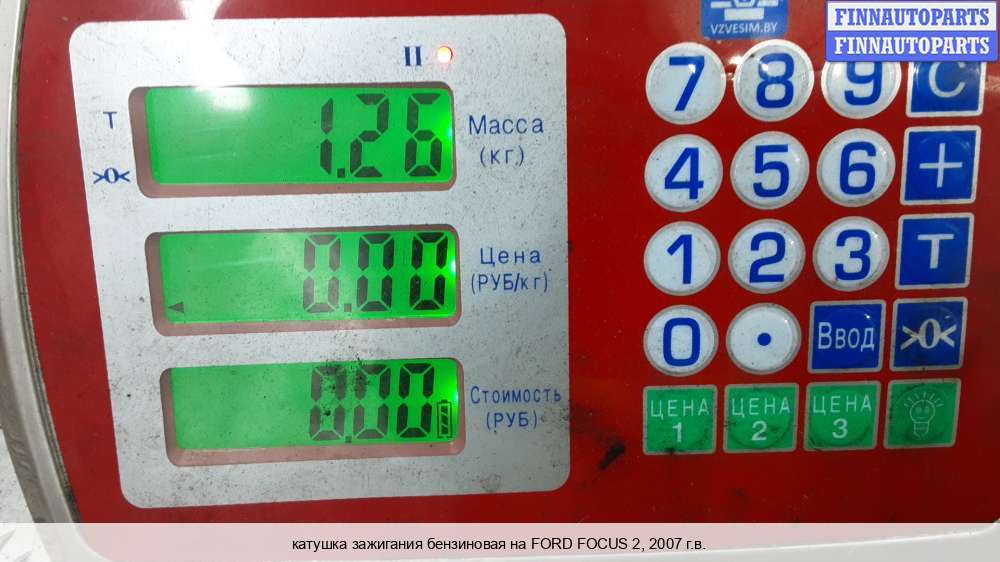 VZVESIM.BY
FINNAUTOPARTS
FINNAUTOPARTS
II
T
1.26
Масса
(кг.)
>0<
0.00
Цена
(РУБ/кг)
0.00
Стоимость
(РУБ)
7 8 9 C
4 5 6 +
1 2 3 T
0 . Ввод >0<
ЦЕНА 1
ЦЕНА 2
ЦЕНА 3
катушка зажигания бензиновая на FORD FOCUS 2, 2007 г.в.